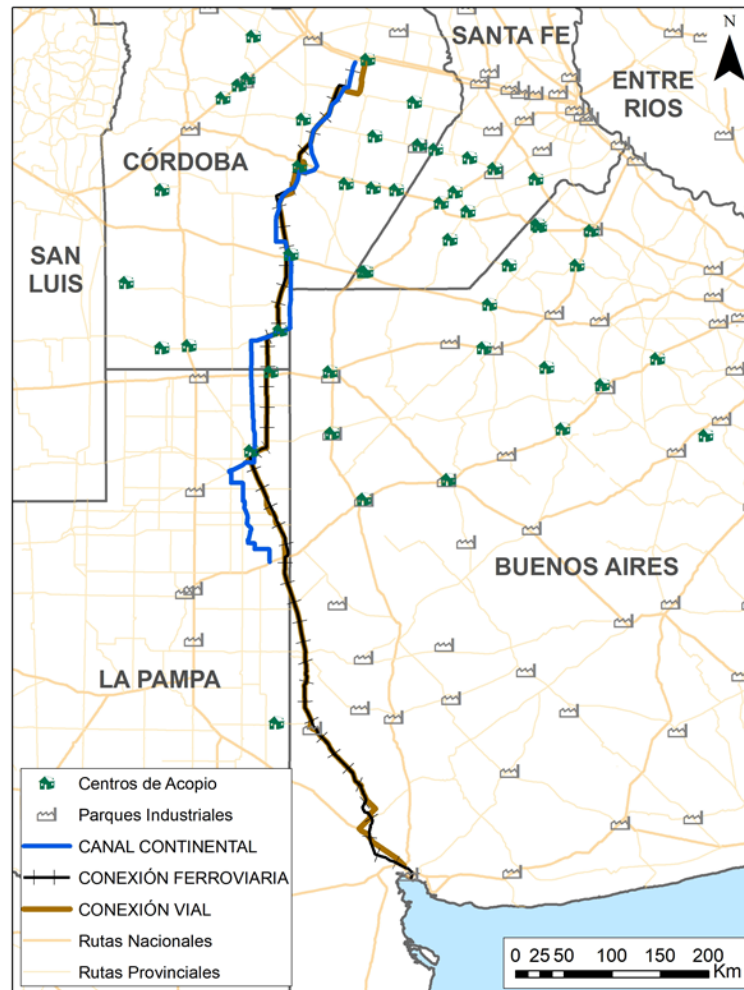 N
SANTA FE
ENTRE
RIOS
CÓRDOBA
SAN
LUIS
BUENOS AIRES
LA PAMPA
Centros de Acopio
Parques Industriales
CANAL CONTINENTAL
CONEXIÓN FERROVIARIA
CONEXIÓN VIAL
Rutas Nacionales
Rutas Provinciales
0 25 50 100 150 200
Km